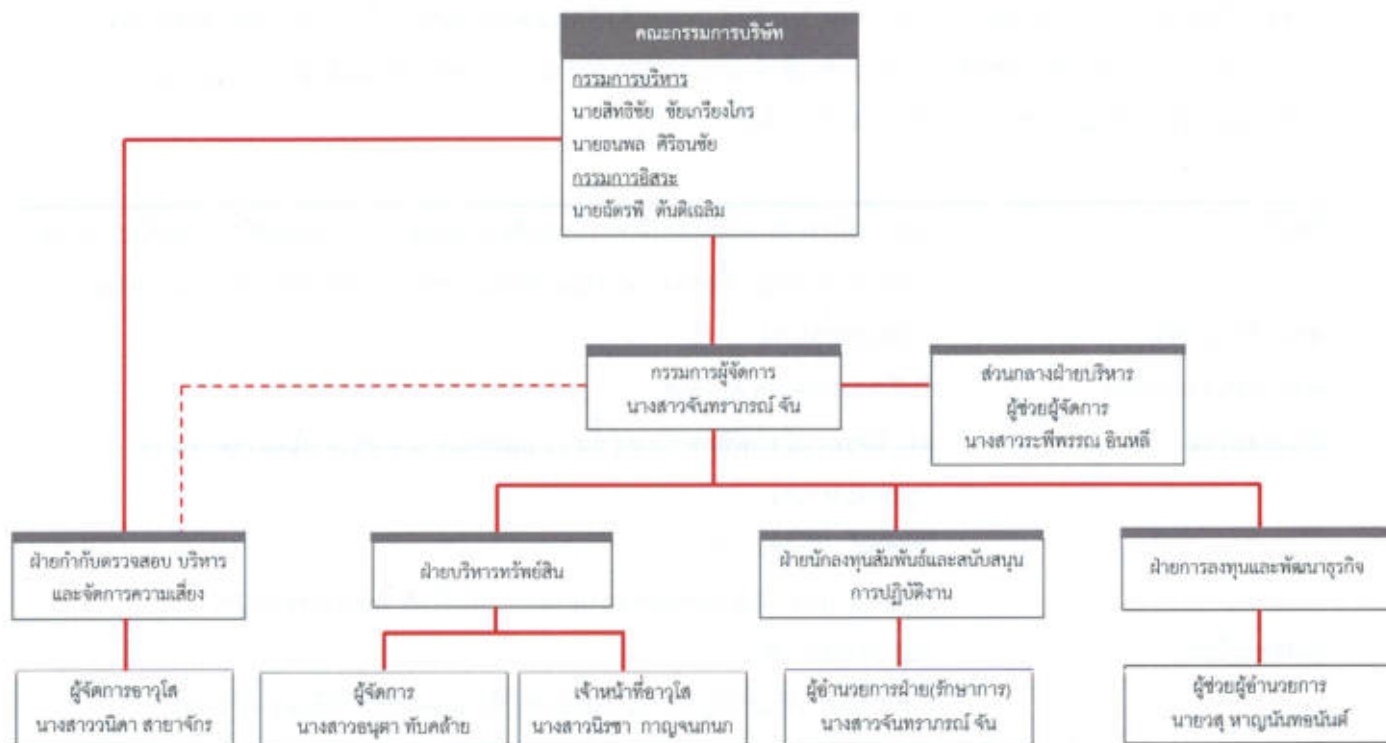 คณะกรรมการบริษัท
กรรมการบริหาร
นายสิทธิชัย ชัยเกรียงไกร
นายธนพล ศิริธนชัย
กรรมการอิสระ
นายฉัตรพี ตันติเฉลิม
กรรมการผู้จัดการ
นางสาวจันทราภรณ์ จัน
ส่วนกลางฝ่ายบริหาร
ผู้ช่วยผู้จัดการ
นางสาวระพีพรรณ อินหลี
ฝ่ายกำกับตรวจสอบ บริหาร
และจัดการความเสี่ยง
ฝ่ายบริหารทรัพย์สิน
ฝ่ายนักลงทุนสัมพันธ์และสนับสนุน
การปฏิบัติงาน
ฝ่ายการลงทุนและพัฒนาธุรกิจ
ผู้จัดการอาวุโส
นางสาววนิดา สายาจักร
ผู้จัดการ
นางสาวธนุตา ทับคล้าย
เจ้าหน้าที่อาวุโส
นางสาวนิรชา กาญจนกนก
ผู้อำนวยการฝ่าย(รักษาการ)
นางสาวจันทราภรณ์ จัน
ผู้ช่วยผู้อำนวยการ
นายวสุ หาญนันทอนันต์